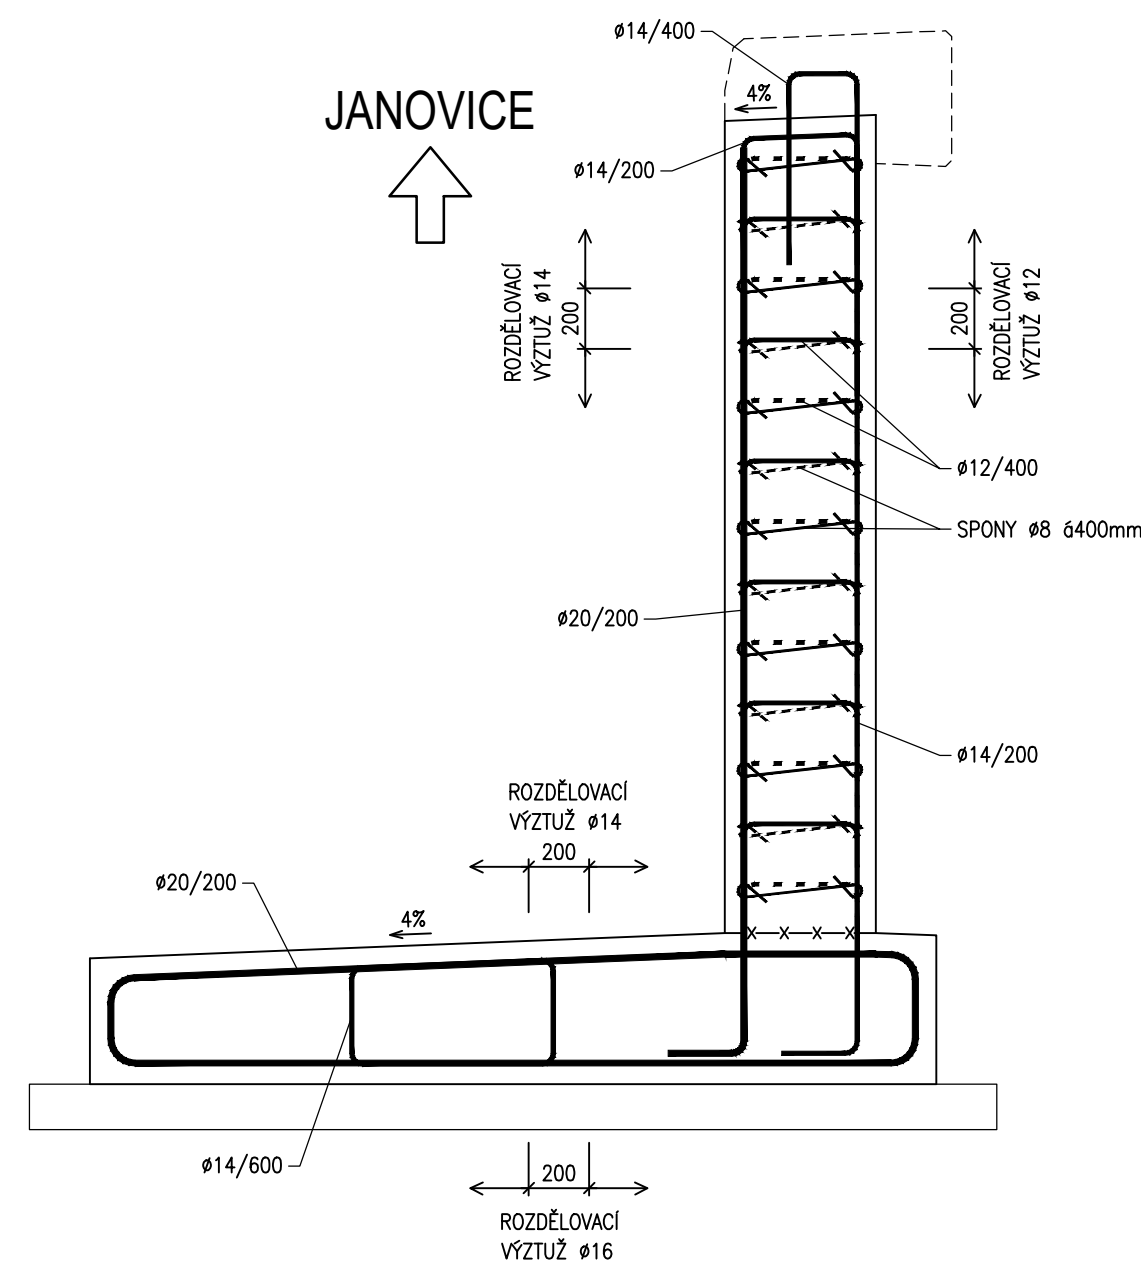 ø14/400
4%
JANOVICE
ø14/200
ROZDĚLOVACÍ
VÝZTUŽ ø14
200
200
ROZDĚLOVACÍ
VÝZTUŽ ø12
ø12/400
SPONY ø8 á400mm
ø20/200
ø14/200
ROZDĚLOVACÍ
VÝZTUŽ ø14
200
ø20/200
4%
X X X X
ø14/600
200
ROZDĚLOVACÍ
VÝZTUŽ ø16